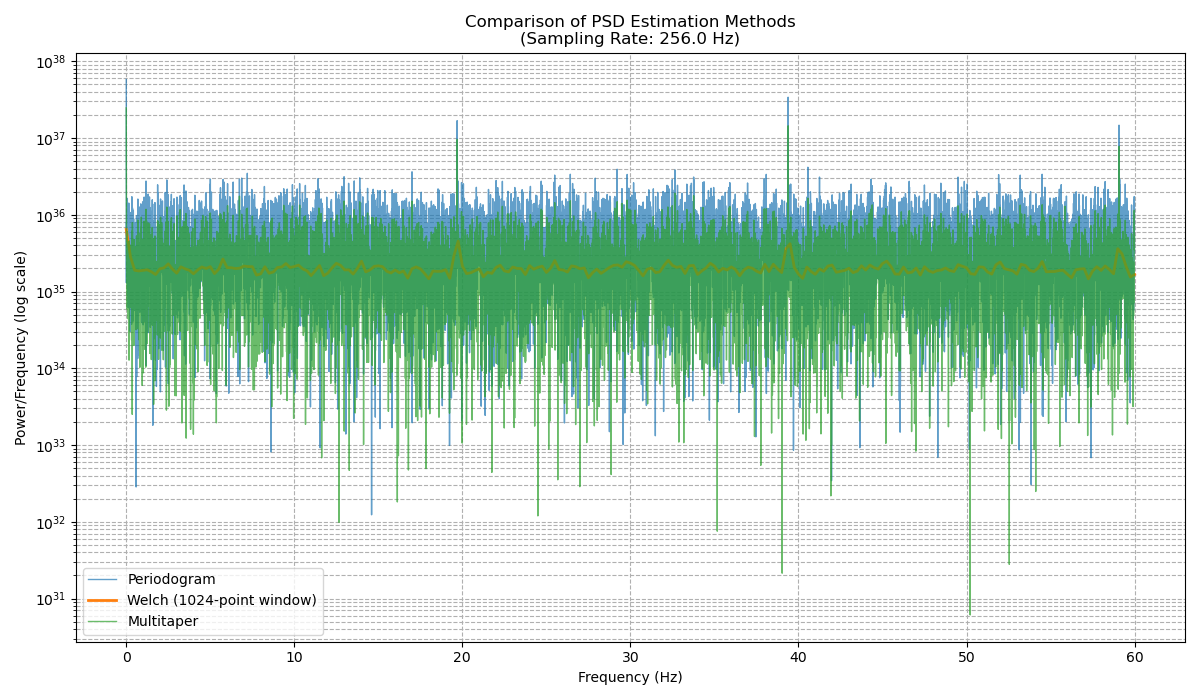 Comparison of PSD Estimation Methods
(Sampling Rate: 256.0 Hz)
Power/Frequency (log scale)
10^38
10^37
10^36
10^35
10^34
10^33
10^32
10^31
Periodogram
Welch (1024-point window)
Multitaper
0 10 20 30 40 50 60
Frequency (Hz)